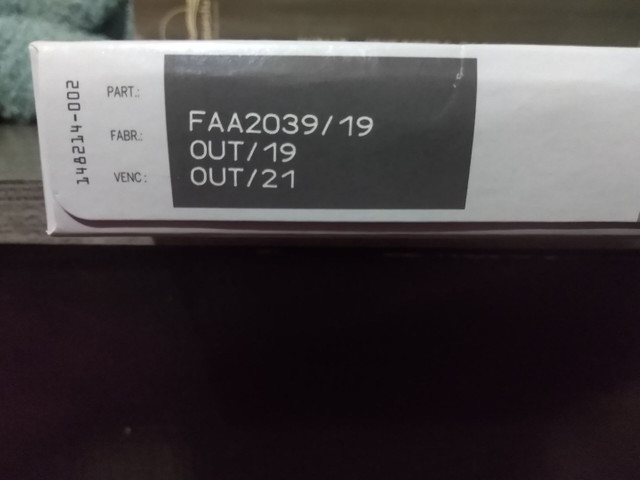 148214-002
PART.: FAA2039/19
FABR.: OUT/19
VENC: OUT/21